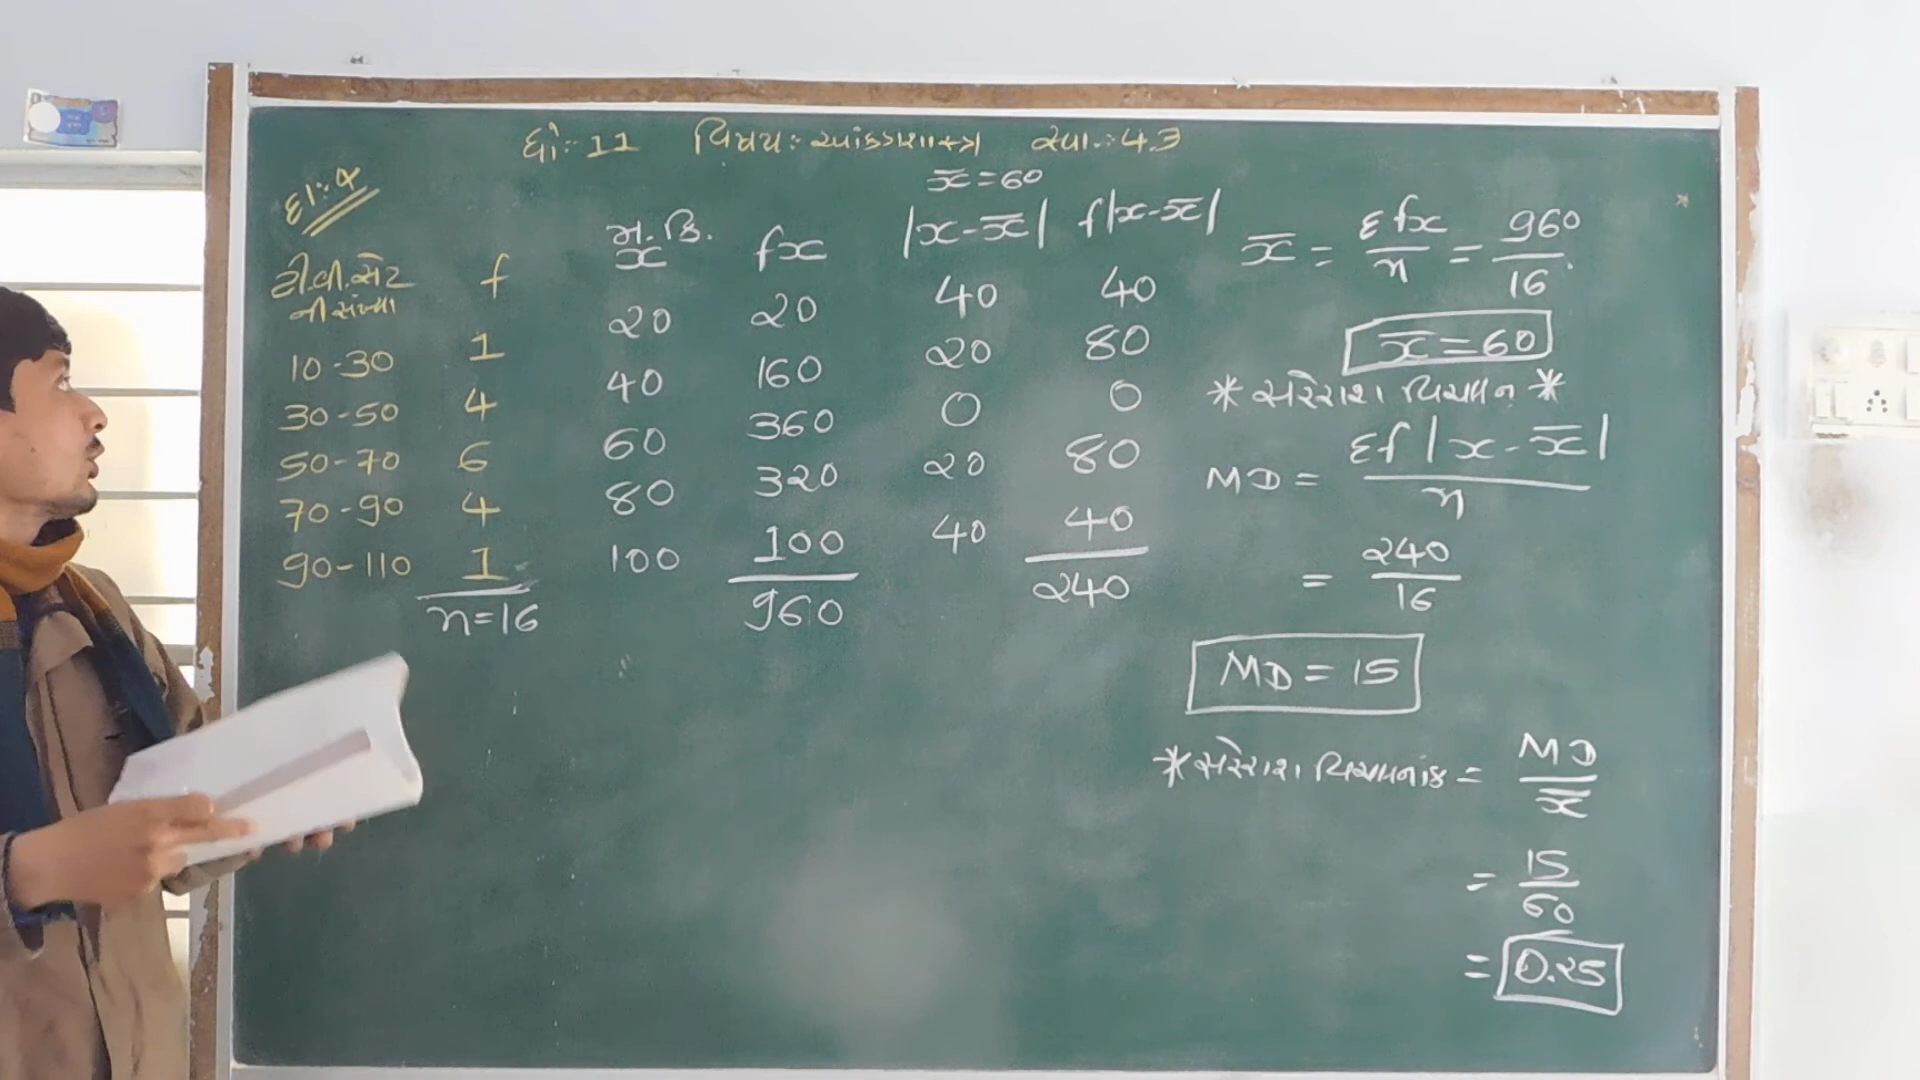 ધો:- 11 વિષય: આંકડાશાસ્ત્ર સ્વા.:- 4.3
દા:-4
x̄ = 60
ટી.વી.સેટ ની સંખ્યા f મ.કિં. x fx |x-x̄| f|x-x̄|
10-30 1 20 20 40 40
30-50 4 40 160 20 80
50-70 6 60 360 0 0
70-90 4 80 320 20 80
90-110 1 100 100 40 40
n=16 960 240
x̄ = Σfx/n = 960/16
x̄ = 60
* સરેરાશ વિચલન *
MD = Σf|x-x̄|/n
= 240/16
MD = 15
* સરેરાશ વિચલનાંક = MD/x̄
= 15/60
= 0.25